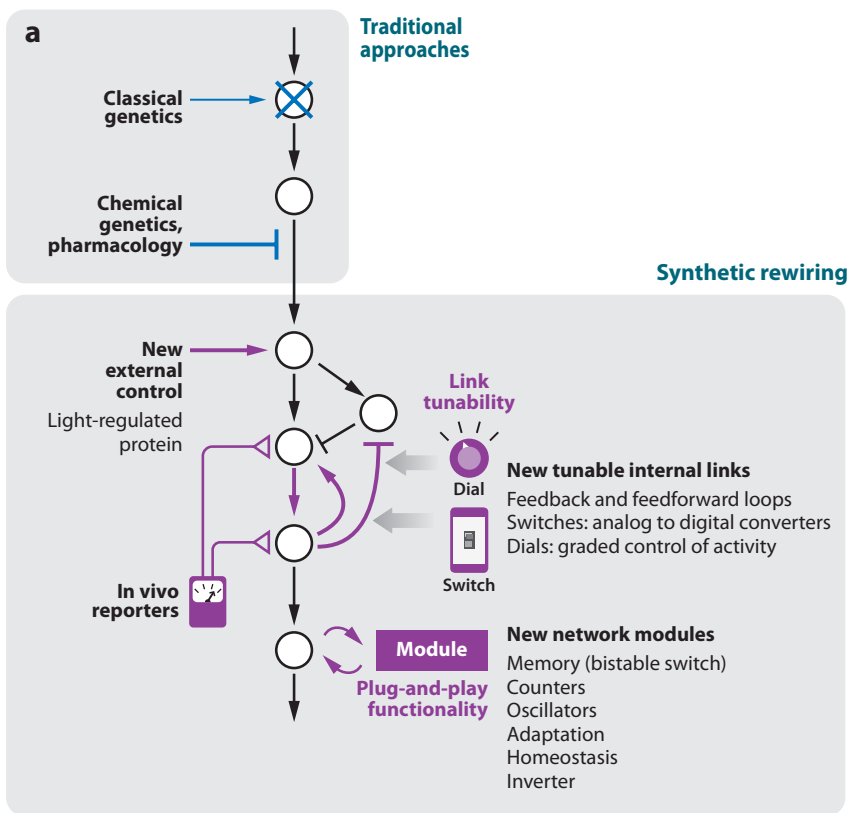 a
Traditional
approaches
Classical
genetics
Chemical
genetics,
pharmacology
Synthetic rewiring
New
external
control
Light-regulated
protein
Link
tunability
Dial
Switch
New tunable internal links
Feedback and feedforward loops
Switches: analog to digital converters
Dials: graded control of activity
In vivo
reporters
Module
Plug-and-play
functionality
New network modules
Memory (bistable switch)
Counters
Oscillators
Adaptation
Homeostasis
Inverter